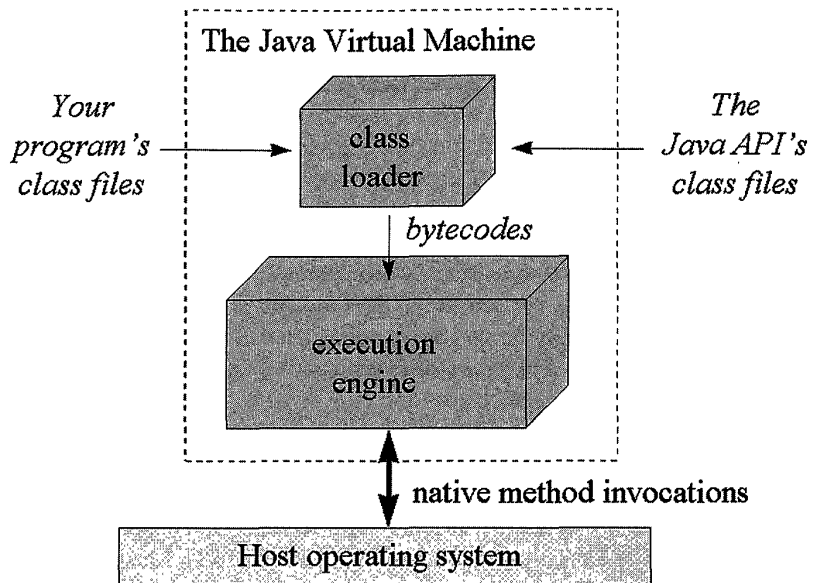 The Java Virtual Machine
Your
program's
class files
class
loader
The
Java API's
class files
bytecodes
execution
engine
native method invocations
Host operating system